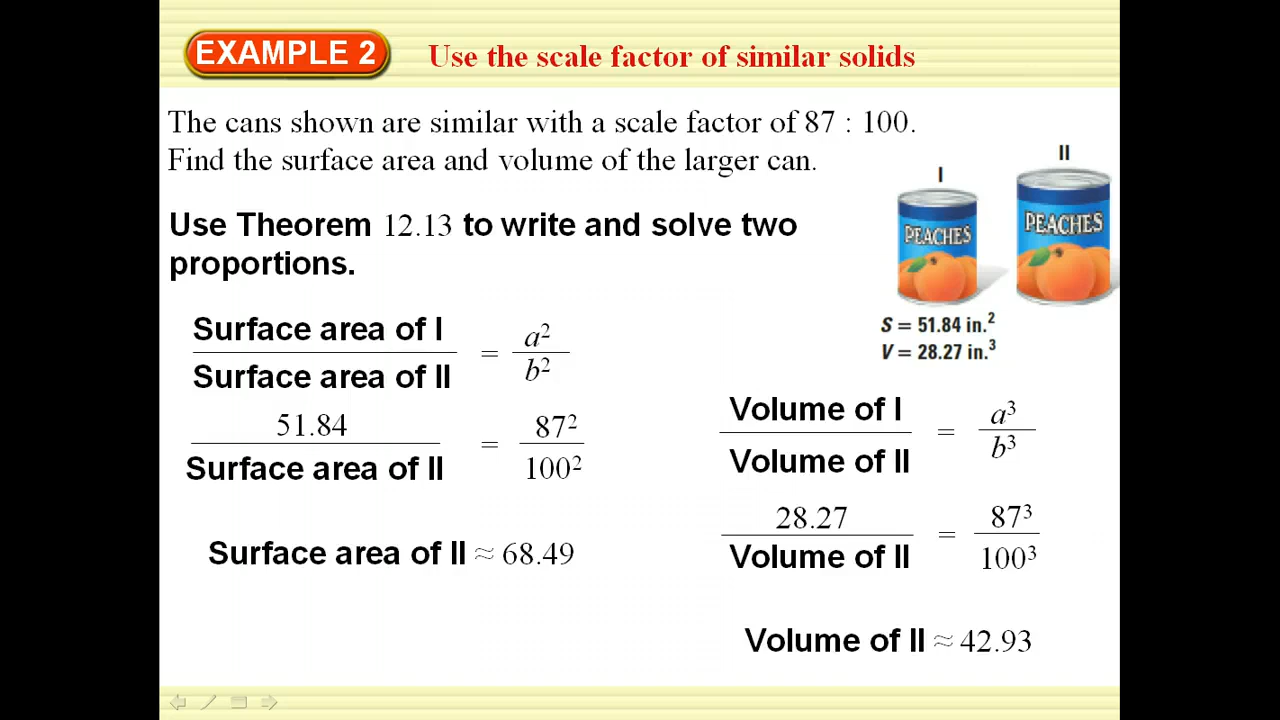 EXAMPLE 2
Use the scale factor of similar solids
The cans shown are similar with a scale factor of 87 : 100.
Find the surface area and volume of the larger can.
I
II
PEACHES
PEACHES
S = 51.84 in.²
V = 28.27 in.³
Use Theorem 12.13 to write and solve two
proportions.
Surface area of I
Surface area of II
=
a²
b²
51.84
Surface area of II
=
87²
100²
Surface area of II ≈ 68.49
Volume of I
Volume of II
=
a³
b³
28.27
Volume of II
=
87³
100³
Volume of II ≈ 42.93